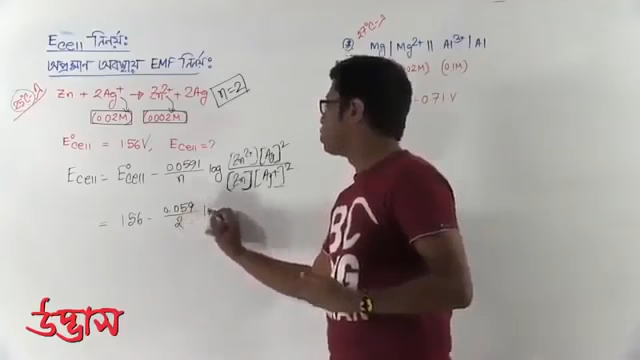 Ecell নির্ণয়:
অপ্রমাণ অবস্থায় EMF নির্ণয়:
25°C এ
Zn + 2Ag⁺ → Zn²⁺ + 2Ag n=2
0.02M 0.002M
E°cell = 1.56V, Ecell = ?
Ecell = E°cell - 0.0591/n log [Zn²⁺][Ag]²/[Zn][Ag⁺]²
= 1.56 - 0.059/2
27°C এ
Mg | Mg²⁺ || Al³⁺ | Al
(0.1M)
0.71 V
উদ্ভাস